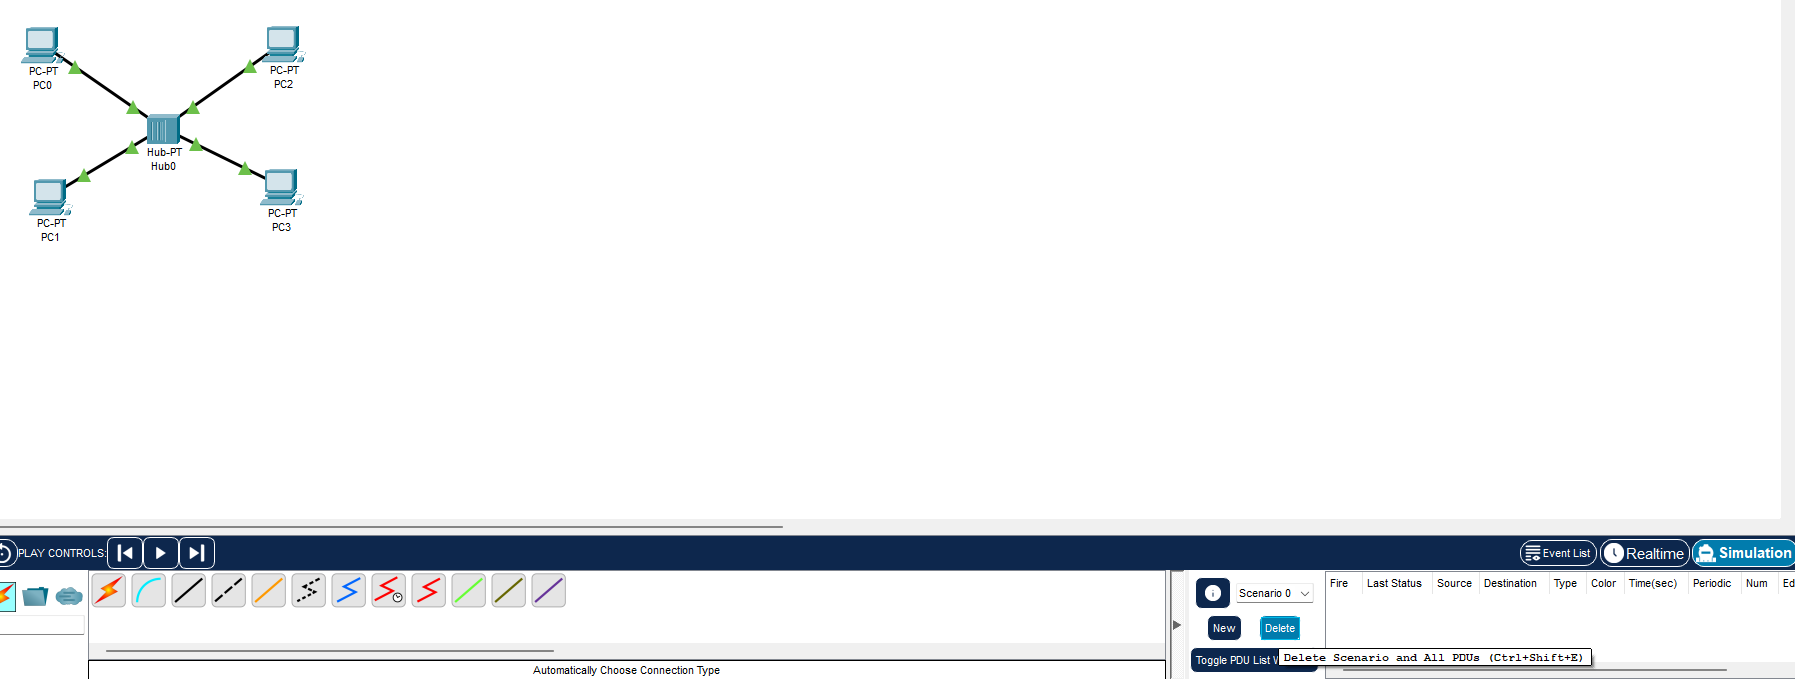 PC-PT
PC0
PC-PT
PC2
Hub-PT
Hub0
PC-PT
PC1
PC-PT
PC3
PLAY CONTROLS:
Event List
Realtime
Simulation
Scenario 0
Fire Last Status Source Destination Type Color Time(sec) Periodic Num Ed
New
Delete
Toggle PDU List W
Delete Scenario and All PDUs (Ctrl+Shift+E)
Automatically Choose Connection Type